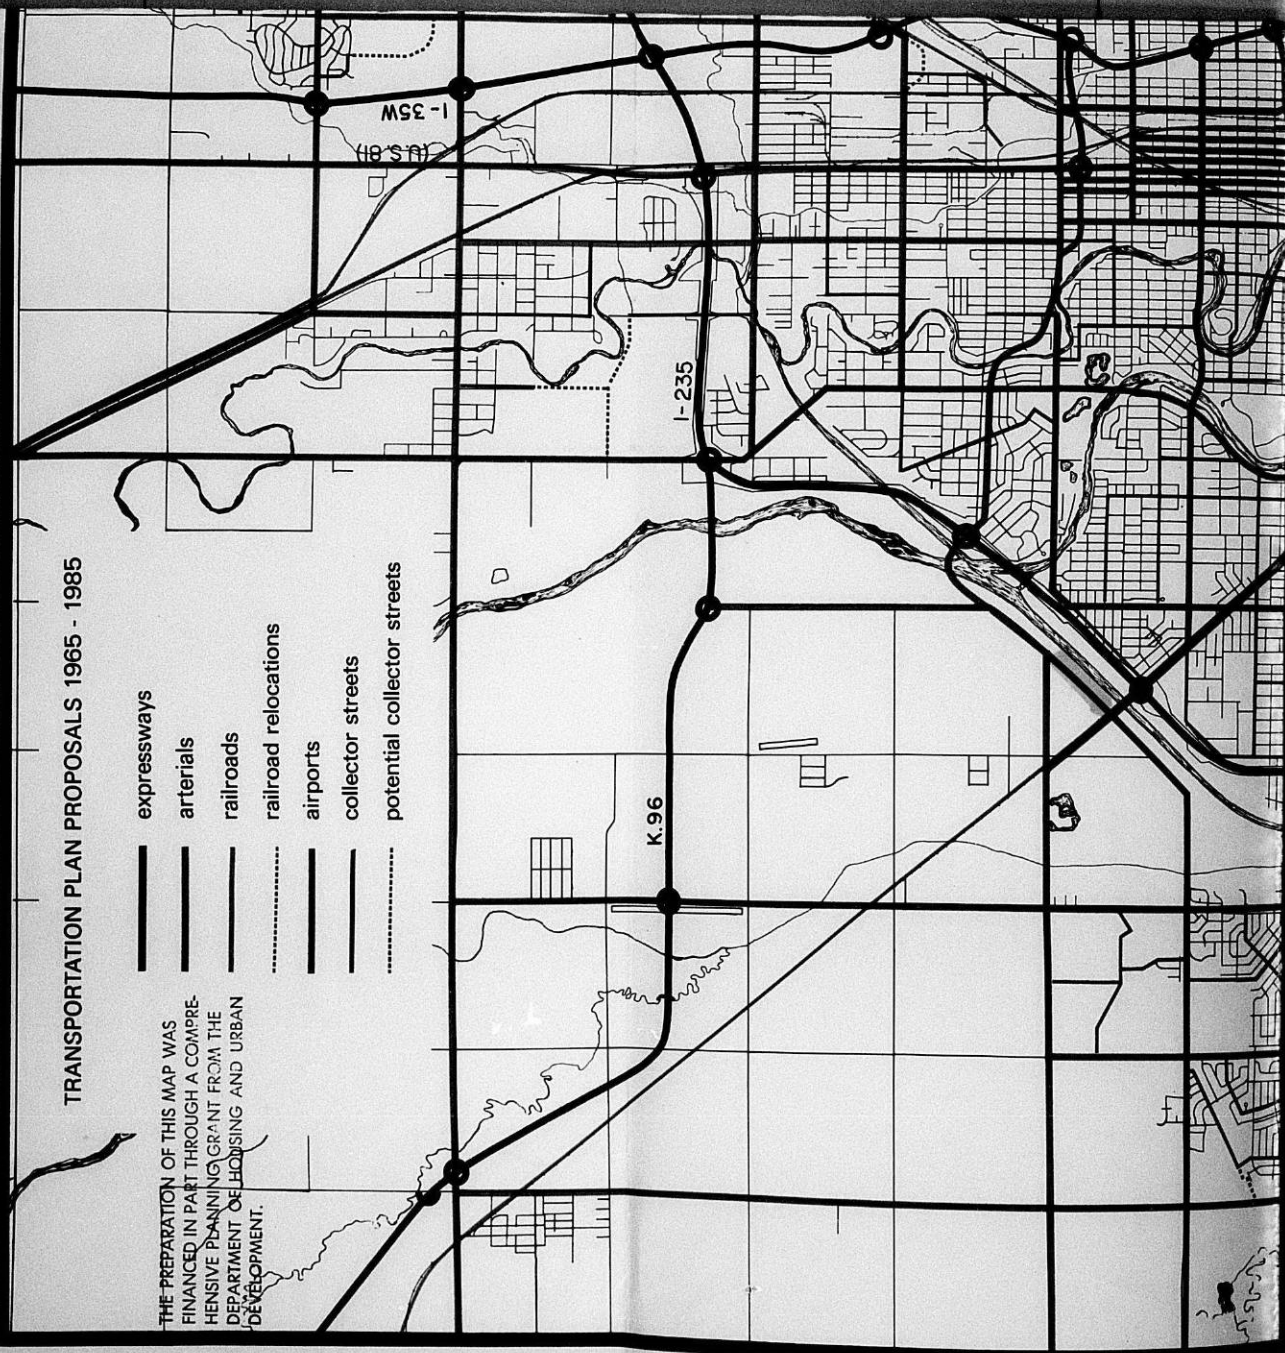 TRANSPORTATION PLAN PROPOSALS 1965 - 1985
expressways
arterials
railroads
railroad relocations
airports
collector streets
potential collector streets
THE PREPARATION OF THIS MAP WAS
FINANCED IN PART THROUGH A COMPRE-
HENSIVE PLANNING GRANT FROM THE
DEPARTMENT OF HOUSING AND URBAN
DEVELOPMENT.
I-35W
(U.S.81)
I-235
K.96